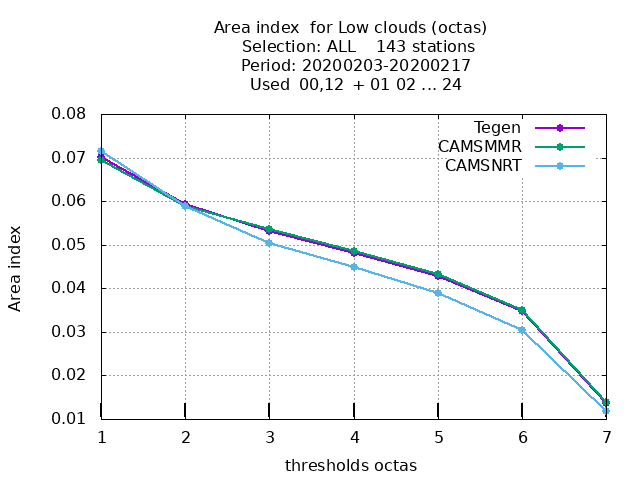 Area index  for Low clouds (octas)
Selection: ALL    143 stations
Period: 20200203-20200217
Used  00,12  + 01 02 ... 24
Tegen
CAMSMMR
CAMSNRT
Area index
0.08
0.07
0.06
0.05
0.04
0.03
0.02
0.01
1 2 3 4 5 6 7
thresholds octas